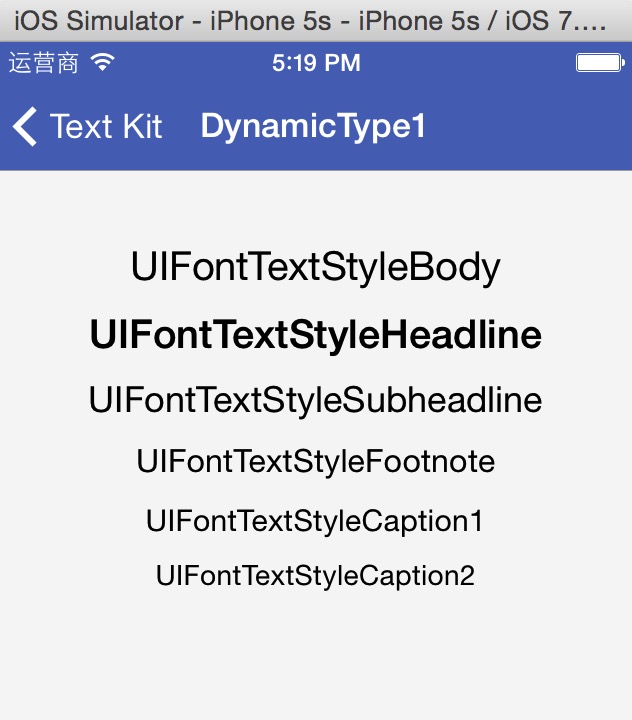 iOS Simulator - iPhone 5s - iPhone 5s / iOS 7....
运营商 5:19 PM
Text Kit DynamicType1
UIFontTextStyleBody
UIFontTextStyleHeadline
UIFontTextStyleSubheadline
UIFontTextStyleFootnote
UIFontTextStyleCaption1
UIFontTextStyleCaption2